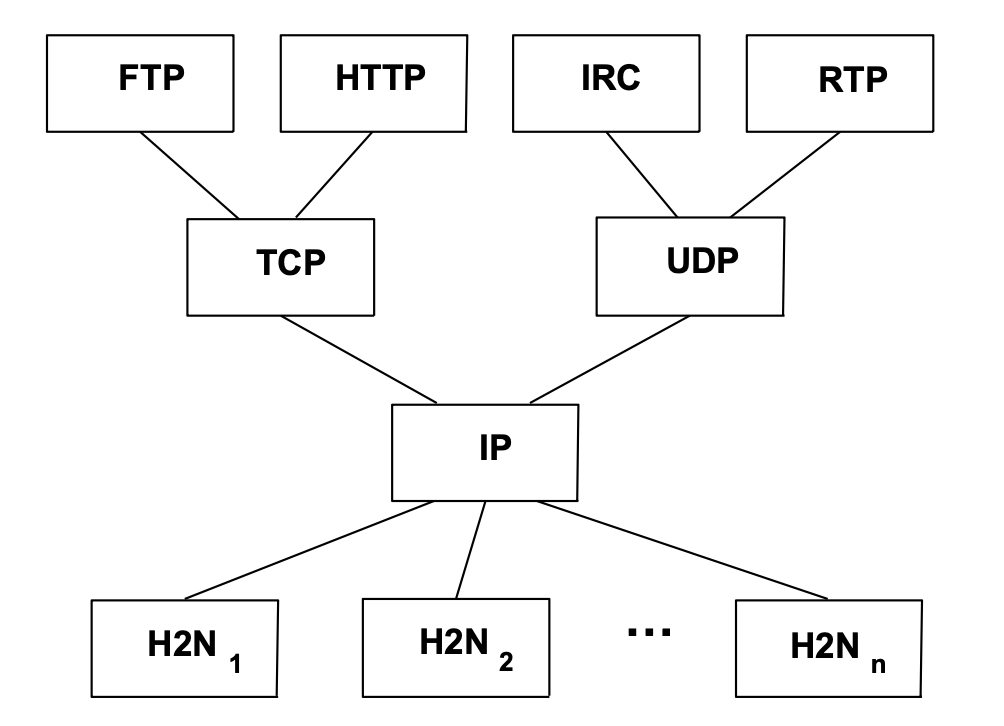 FTP HTTP IRC RTP
TCP UDP
IP
H2N 1 H2N 2 ... H2N n